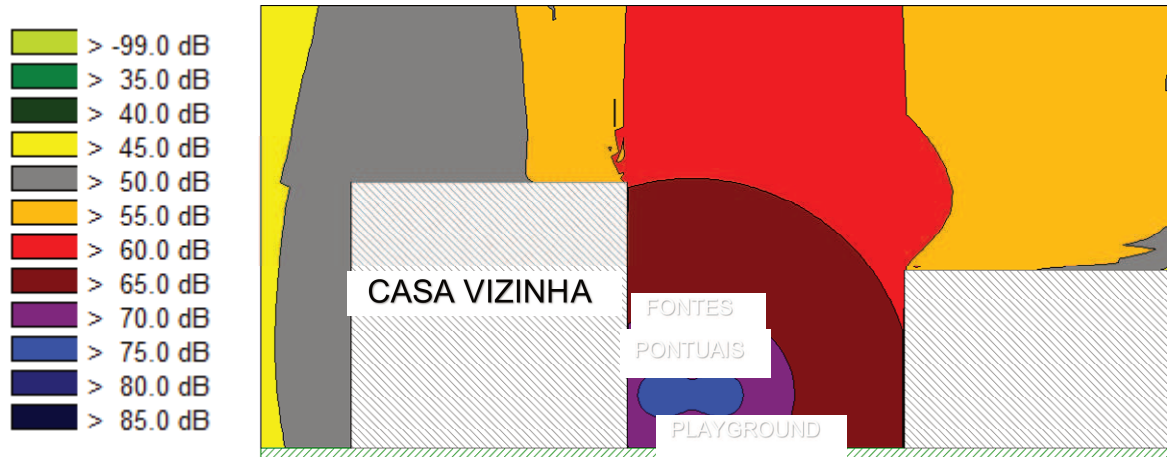 > -99.0 dB
> 35.0 dB
> 40.0 dB
> 45.0 dB
> 50.0 dB
> 55.0 dB
> 60.0 dB
> 65.0 dB
> 70.0 dB
> 75.0 dB
> 80.0 dB
> 85.0 dB
CASA VIZINHA
FONTES
PONTUAIS
PLAYGROUND